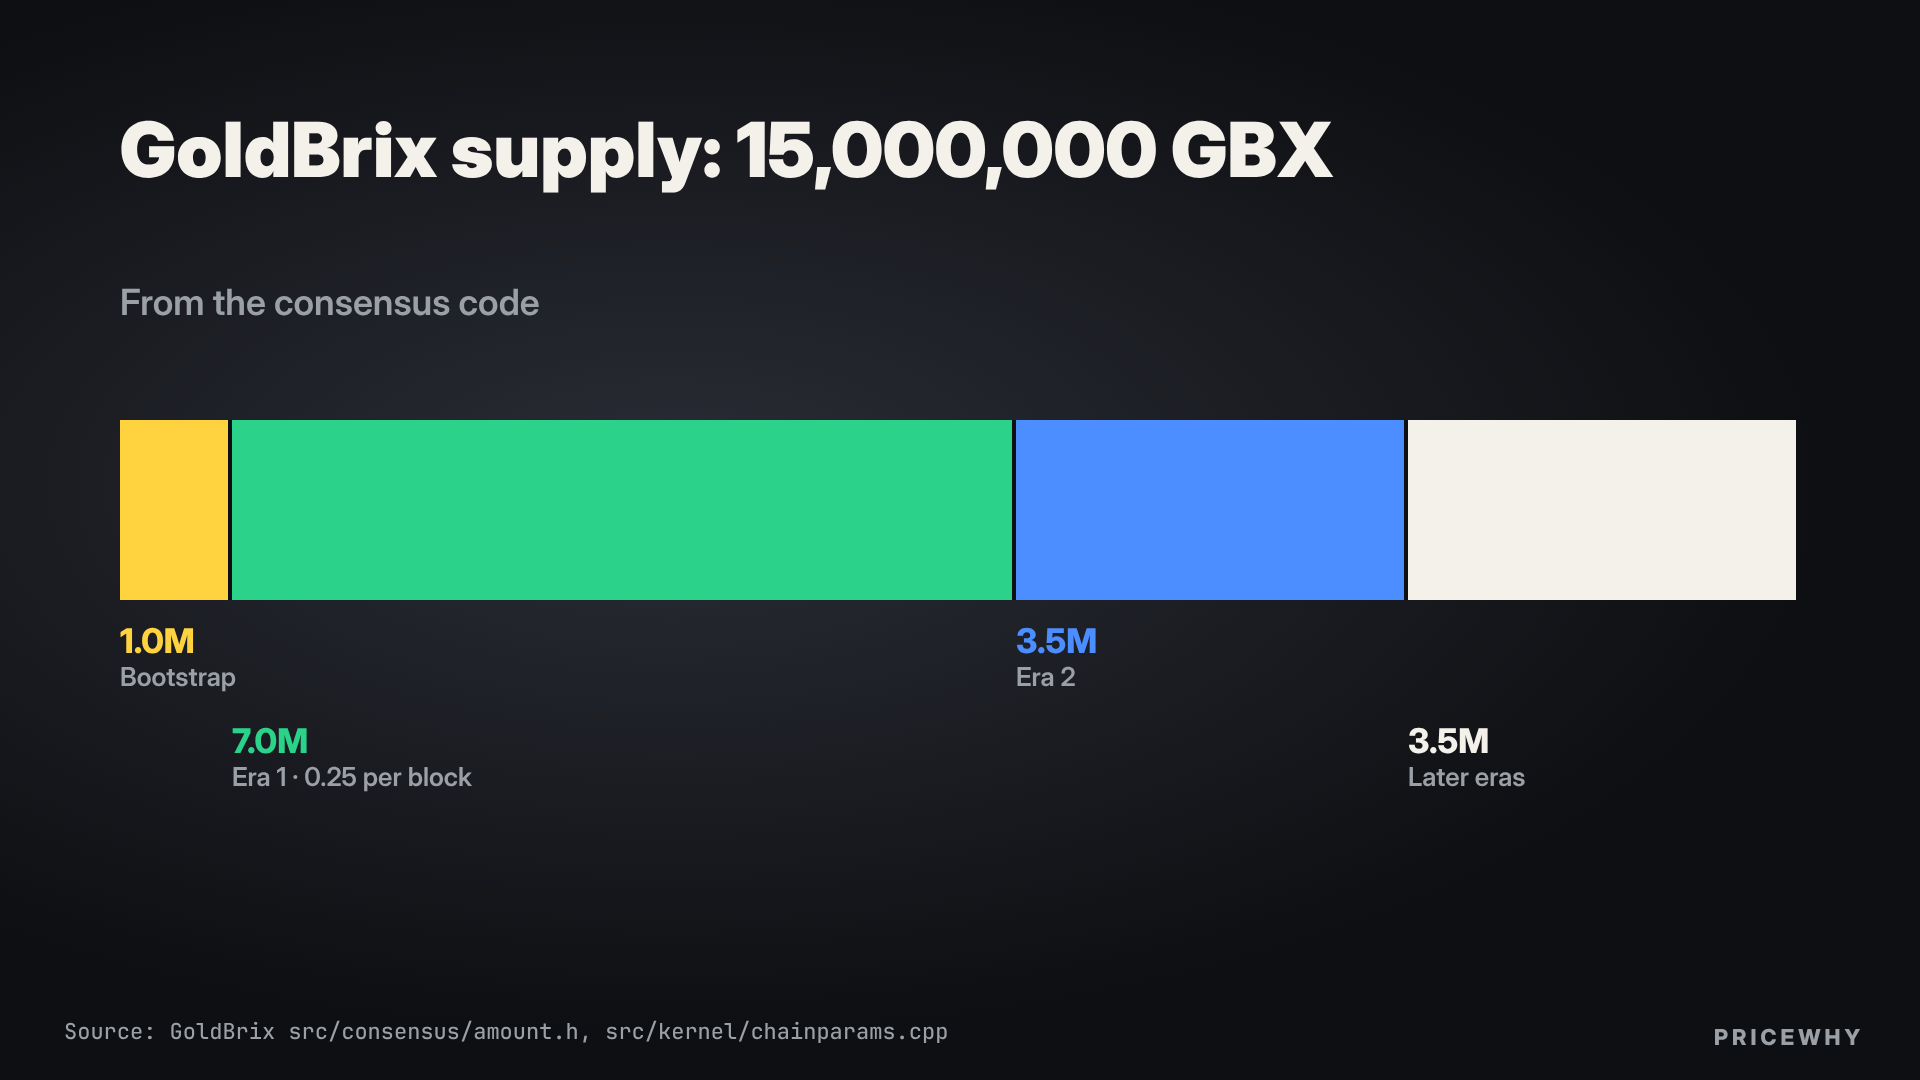 GoldBrix supply: 15,000,000 GBX
From the consensus code
1.0M
Bootstrap
3.5M
Era 2
7.0M
Era 1 · 0.25 per block
3.5M
Later eras
Source: GoldBrix src/consensus/amount.h, src/kernel/chainparams.cpp
PRICEWHY